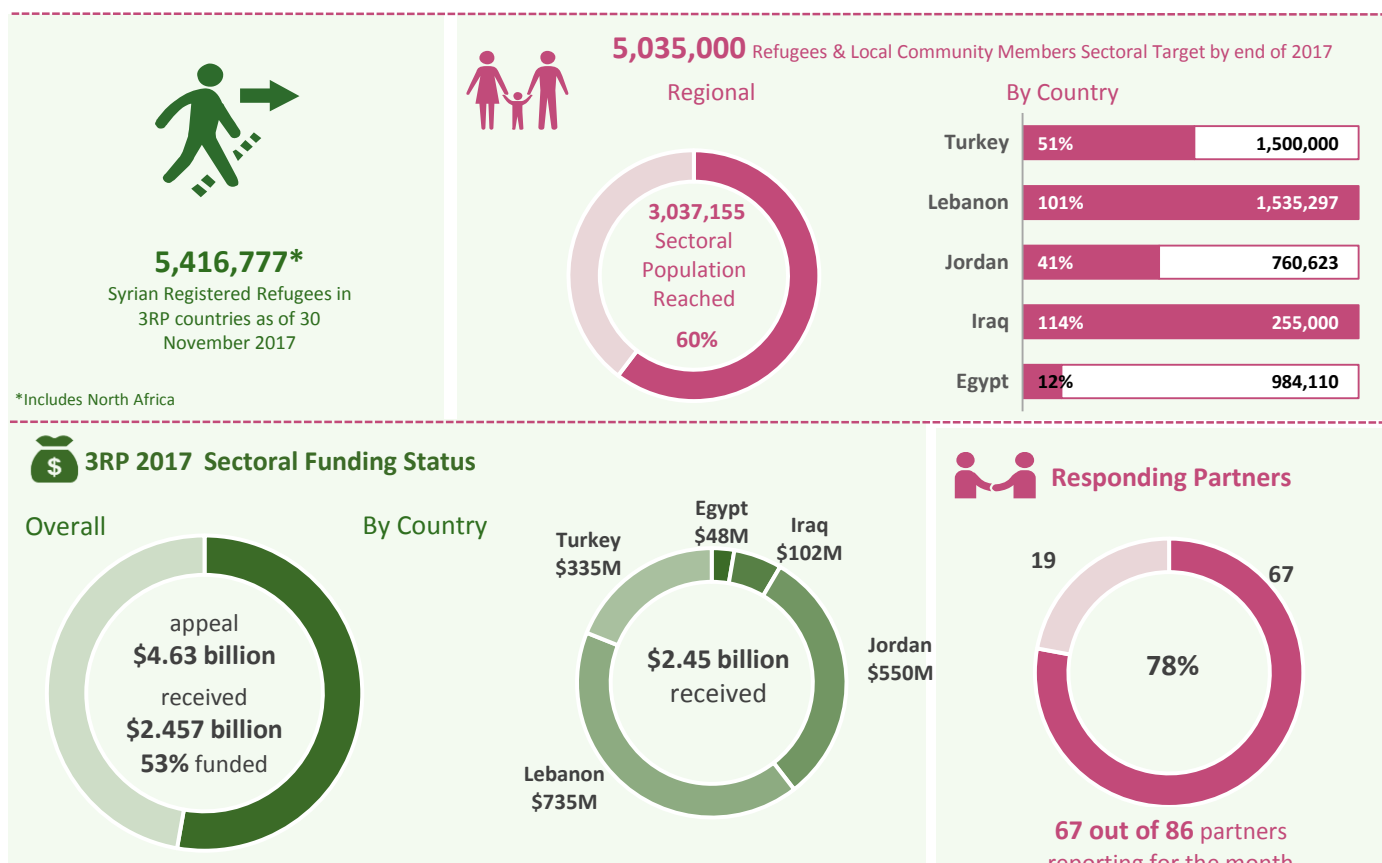 5,416,777*
Syrian Registered Refugees in
3RP countries as of 30
November 2017
*Includes North Africa
5,035,000 Refugees & Local Community Members Sectoral Target by end of 2017
Regional
3,037,155
Sectoral
Population
Reached
60%
By Country
Turkey 51% 1,500,000
Lebanon 101% 1,535,297
Jordan 41% 760,623
Iraq 114% 255,000
Egypt 12% 984,110
$ 3RP 2017 Sectoral Funding Status
Overall
appeal
$4.63 billion
received
$2.457 billion
53% funded
By Country
Egypt
$48M
Iraq
$102M
Turkey
$335M
Jordan
$550M
$2.45 billion
received
Lebanon
$735M
Responding Partners
19
67
78%
67 out of 86 partners
reporting for the month